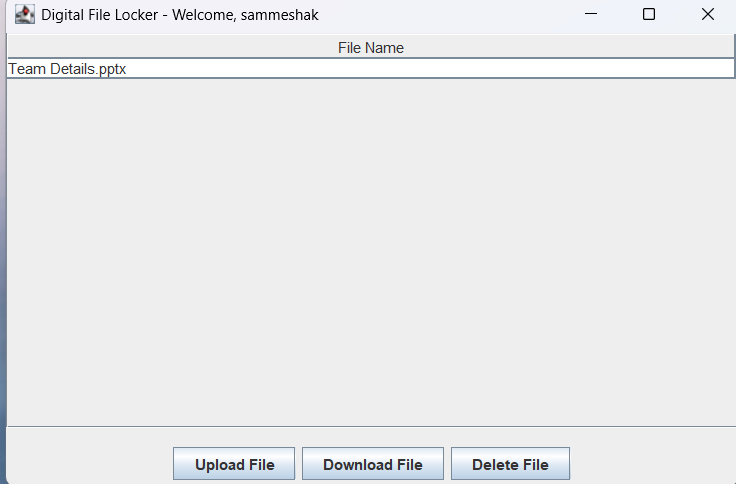 Digital File Locker - Welcome, sammeshak
File Name
Team Details.pptx
Upload File Download File Delete File